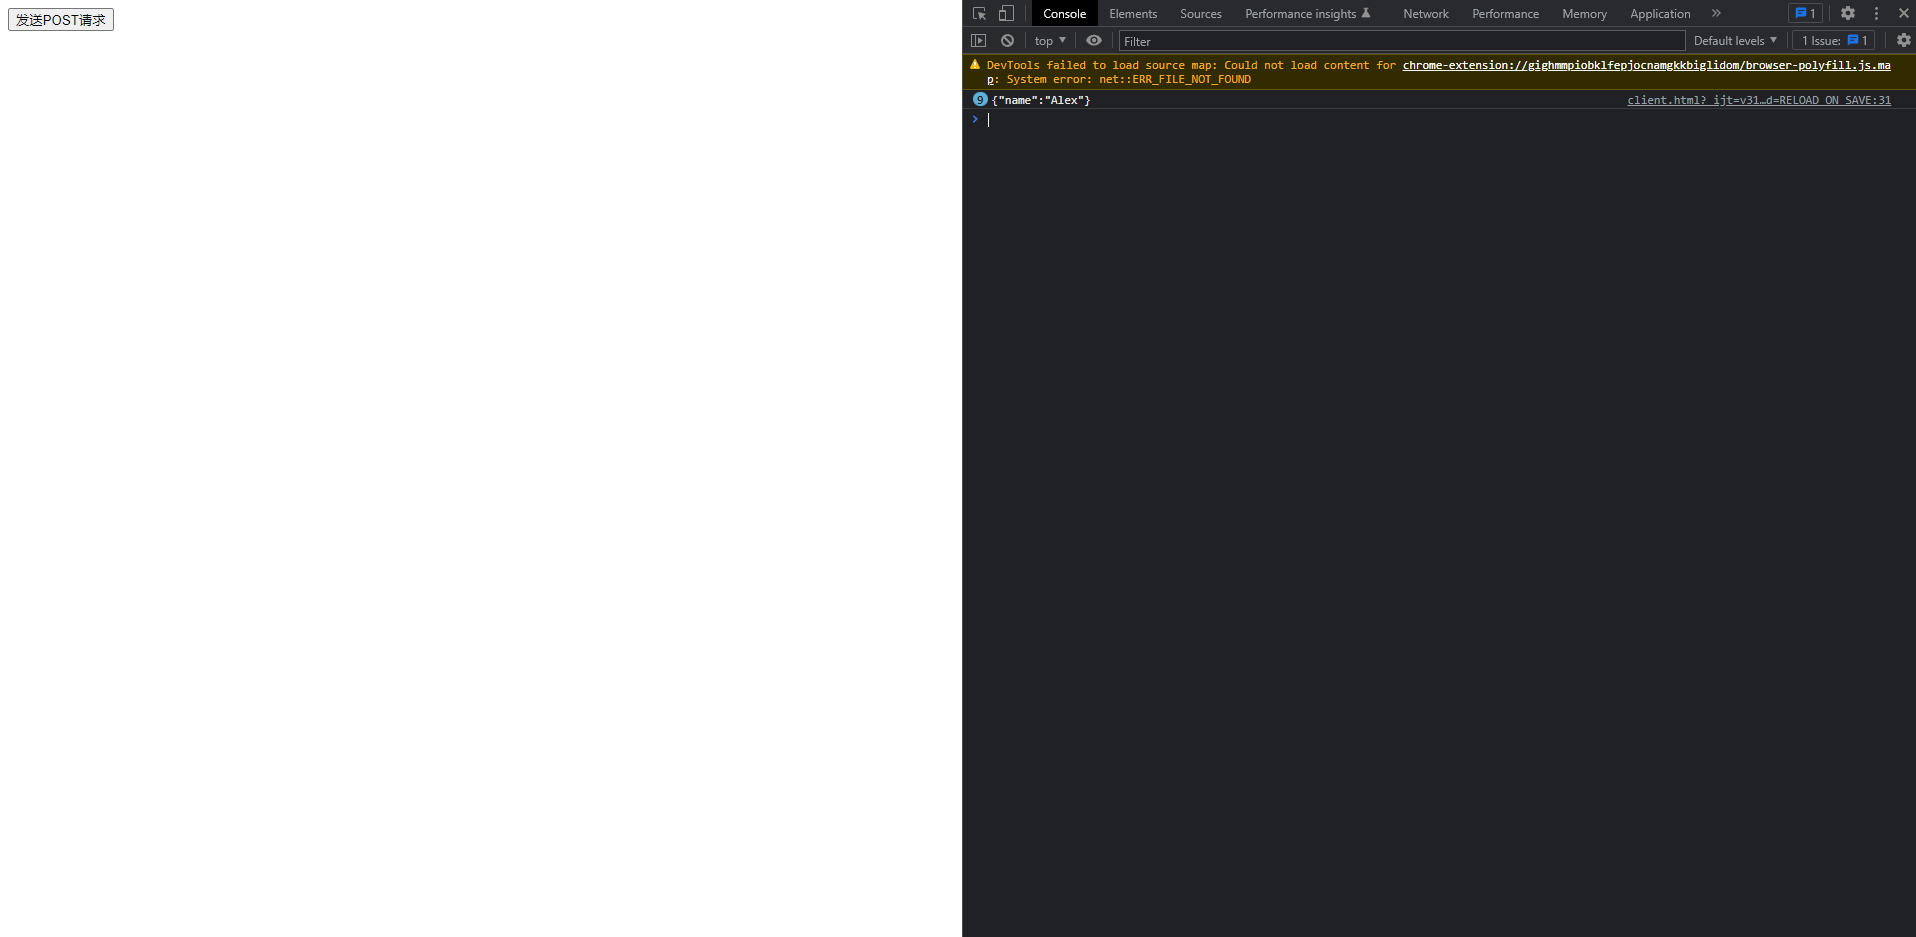 发送POST请求
Console Elements Sources Performance insights Network Performance Memory Application 1
top Filter Default levels 1 Issue: 1
DevTools failed to load source map: Could not load content for chrome-extension://gighmmpiobklfepjocnamgkkbiglidom/browser-polyfill.js.ma
p: System error: net::ERR_FILE_NOT_FOUND
9 {"name":"Alex"} client.html?_ijt=v31…d=RELOAD_ON_SAVE:31